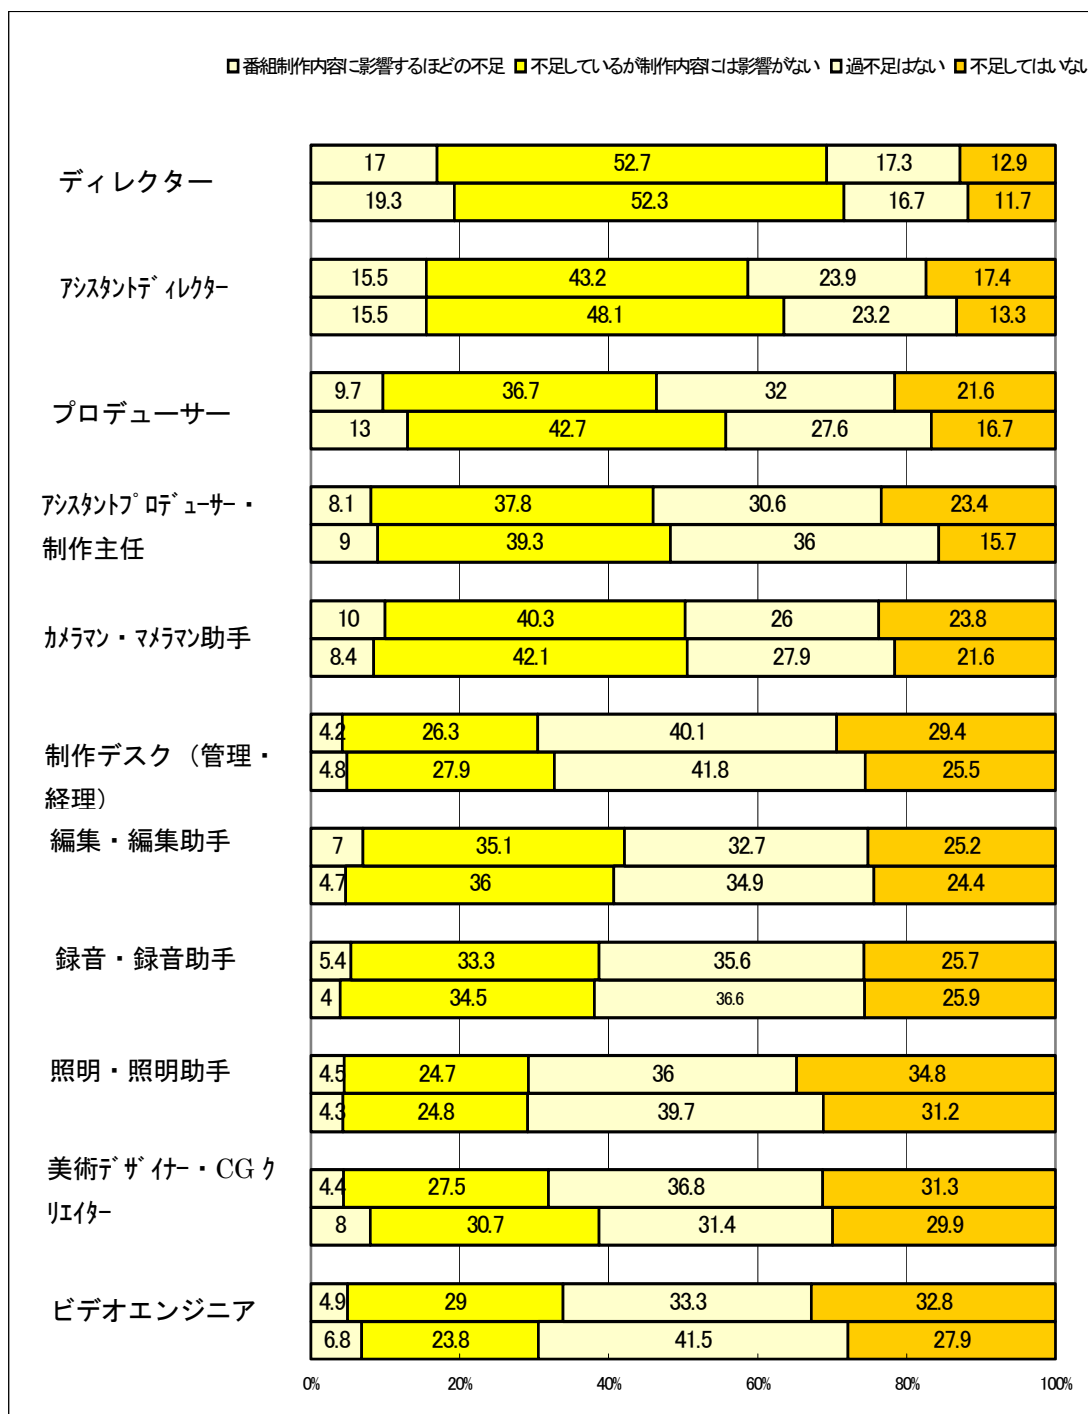 番組制作内容に影響するほどの不足 不足しているが制作内容には影響がない 過不足はない 不足してはいない
ディレクター
17 52.7 17.3 12.9
19.3 52.3 16.7 11.7
ｱｼｽﾀﾝﾄﾃﾞｨﾚｸﾀｰ
15.5 43.2 23.9 17.4
15.5 48.1 23.2 13.3
プロデューサー
9.7 36.7 32 21.6
13 42.7 27.6 16.7
ｱｼｽﾀﾝﾄﾌﾟﾛﾃﾞｭｰｻｰ・
制作主任
8.1 37.8 30.6 23.4
9 39.3 36 15.7
ｶﾒﾗﾏﾝ・ﾏﾒﾗﾏﾝ助手
10 40.3 26 23.8
8.4 42.1 27.9 21.6
制作デスク（管理・
経理）
4.2 26.3 40.1 29.4
4.8 27.9 41.8 25.5
編集・編集助手
7 35.1 32.7 25.2
4.7 36 34.9 24.4
録音・録音助手
5.4 33.3 35.6 25.7
4 34.5 36.6 25.9
照明・照明助手
4.5 24.7 36 34.8
4.3 24.8 39.7 31.2
美術ﾃﾞｻﾞｲﾅｰ・CGｸ
ﾘｴｲﾀｰ
4.4 27.5 36.8 31.3
8 30.7 31.4 29.9
ビデオエンジニア
4.9 29 33.3 32.8
6.8 23.8 41.5 27.9
0% 20% 40% 60% 80% 100%